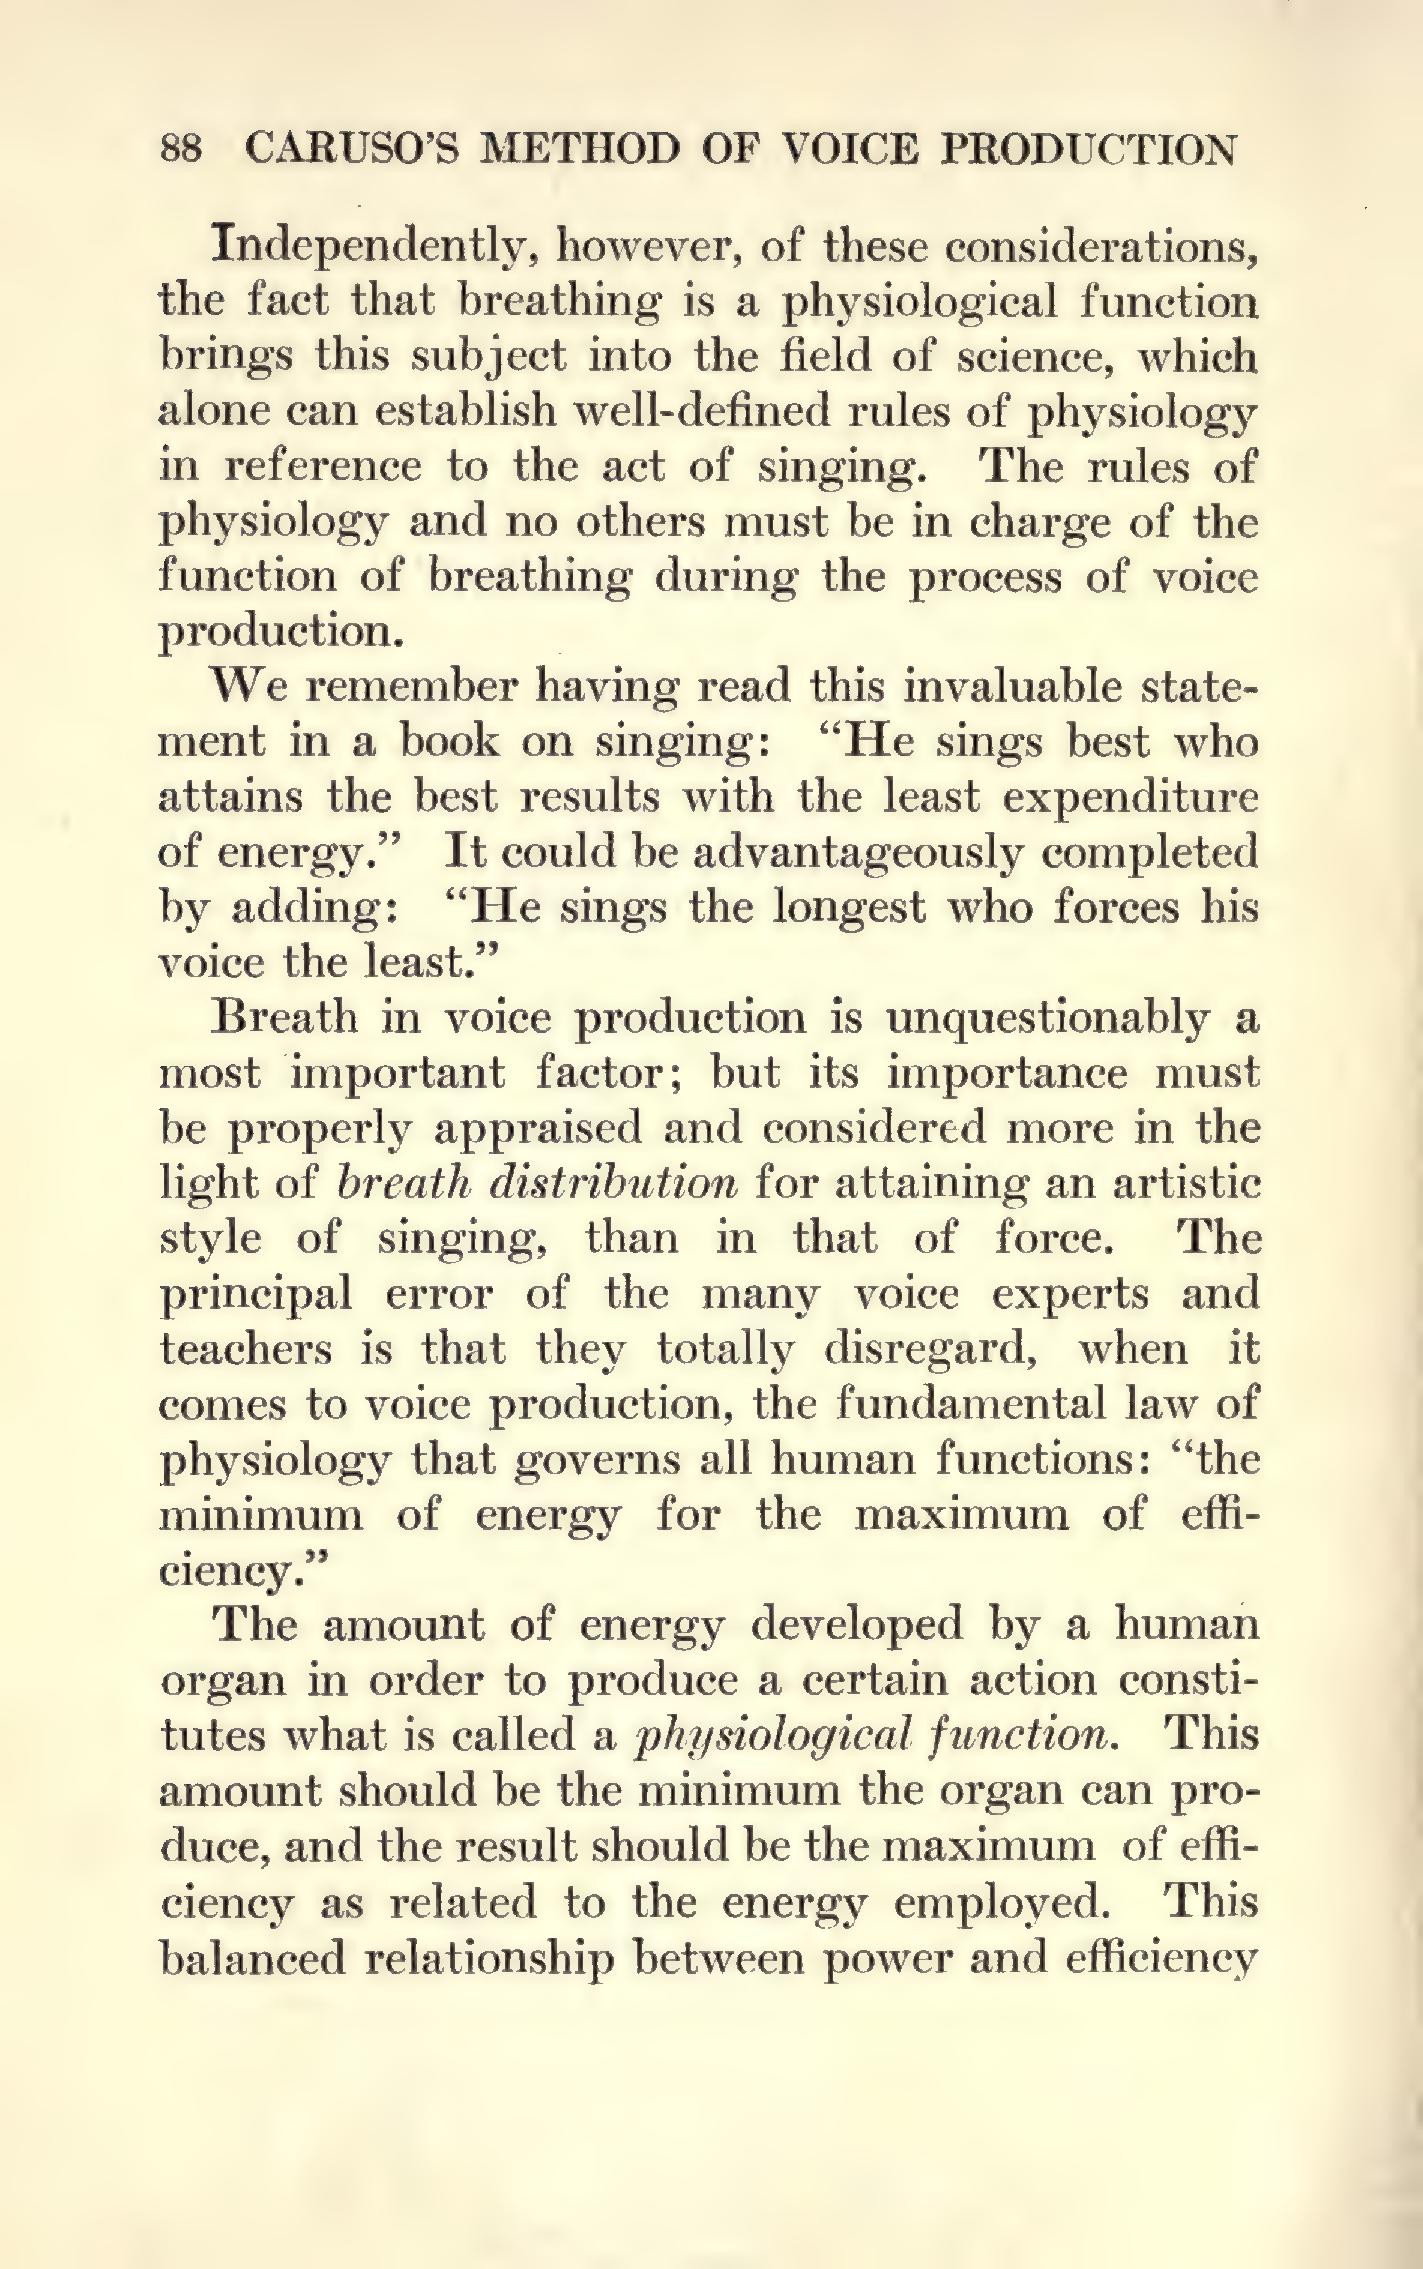 88 CARUSO'S METHOD OF VOICE PRODUCTION
Independently, however, of these considerations,
the fact that breathing is a physiological function
brings this subject into the field of science, which
alone can establish well-defined rules of physiology
in reference to the act of singing. The rules of
physiology and no others must be in charge of the
function of breathing during the process of voice
production.
We remember having read this invaluable state-
ment in a book on singing: “He sings best who
attains the best results with the least expenditure
of energy.” It could be advantageously completed
by adding: “He sings the longest who forces his
voice the least.”
Breath in voice production is unquestionably a
most important factor; but its importance must
be properly appraised and considered more in the
light of breath distribution for attaining an artistic
style of singing, than in that of force. The
principal error of the many voice experts and
teachers is that they totally disregard, when it
comes to voice production, the fundamental law of
physiology that governs all human functions: “the
minimum of energy for the maximum of effi-
ciency.”
The amount of energy developed by a human
organ in order to produce a certain action consti-
tutes what is called a physiological function. This
amount should be the minimum the organ can pro-
duce, and the result should be the maximum of effi-
ciency as related to the energy employed. This
balanced relationship between power and efficiency